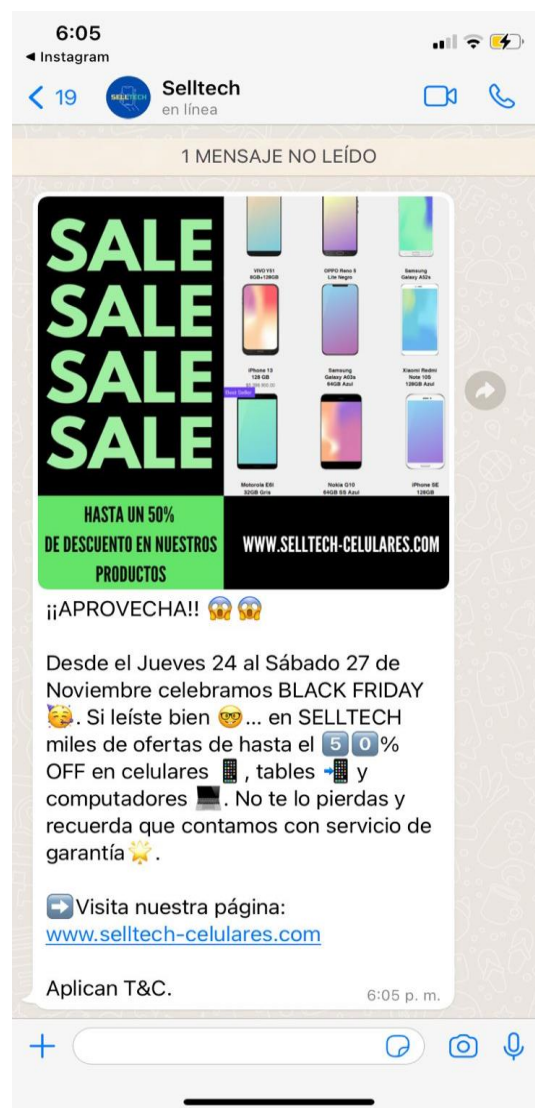 6:05
◀ Instagram
19
SELLTECH
Selltech
en línea
1 MENSAJE NO LEÍDO
SALE
SALE
SALE
SALE
VIVO Y51
8GB+128GB
OPPO Reno 5
Lite Negro
Samsung
Galaxy A52s
iPhone 13
128 GB
Samsung
Galaxy A03s
64GB Azul
Xiaomi Redmi
Note 10S
128GB Azul
Best Seller
Motorola E6I
32GB Gris
Nokia G10
64GB SS Azul
iPhone SE
128GB
HASTA UN 50%
DE DESCUENTO EN NUESTROS
PRODUCTOS
WWW.SELLTECH-CELULARES.COM
¡¡APROVECHA!! 😱😱
Desde el Jueves 24 al Sábado 27 de
Noviembre celebramos BLACK FRIDAY
🥳. Si leíste bien 🤓... en SELLTECH
miles de ofertas de hasta el 5️⃣0️⃣%
OFF en celulares 📱, tables 📲 y
computadores 💻. No te lo pierdas y
recuerda que contamos con servicio de
garantía🌟.
➡️Visita nuestra página:
www.selltech-celulares.com
Aplican T&C.
6:05 p. m.